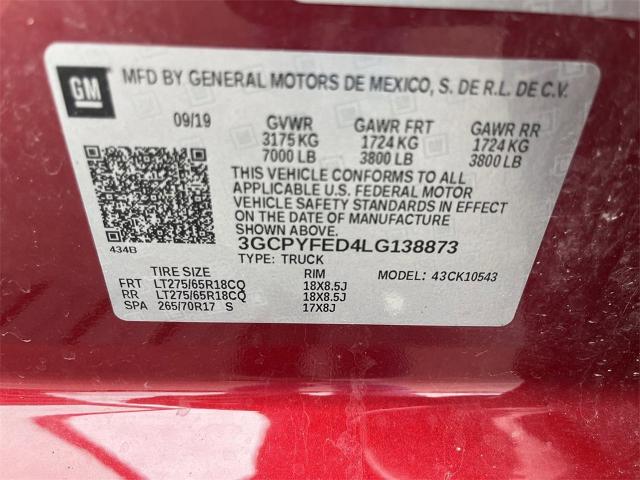 GM
MFD BY GENERAL MOTORS DE MEXICO, S. DE R.L. DE C.V.
09/19 GVWR GAWR FRT GAWR RR
3175 KG 1724 KG 1724 KG
7000 LB 3800 LB 3800 LB
THIS VEHICLE CONFORMS TO ALL
APPLICABLE U.S. FEDERAL MOTOR
VEHICLE SAFETY STANDARDS IN EFFECT
ON THE DATE OF MANUFACTURE
SHOWN ABOVE.
434B 3GCPYFED4LG138873
TYPE: TRUCK MODEL: 43CK10543
TIRE SIZE RIM
FRT LT275/65R18CQ 18X8.5J
RR LT275/65R18CQ 18X8.5J
SPA 265/70R17 S 17X8J